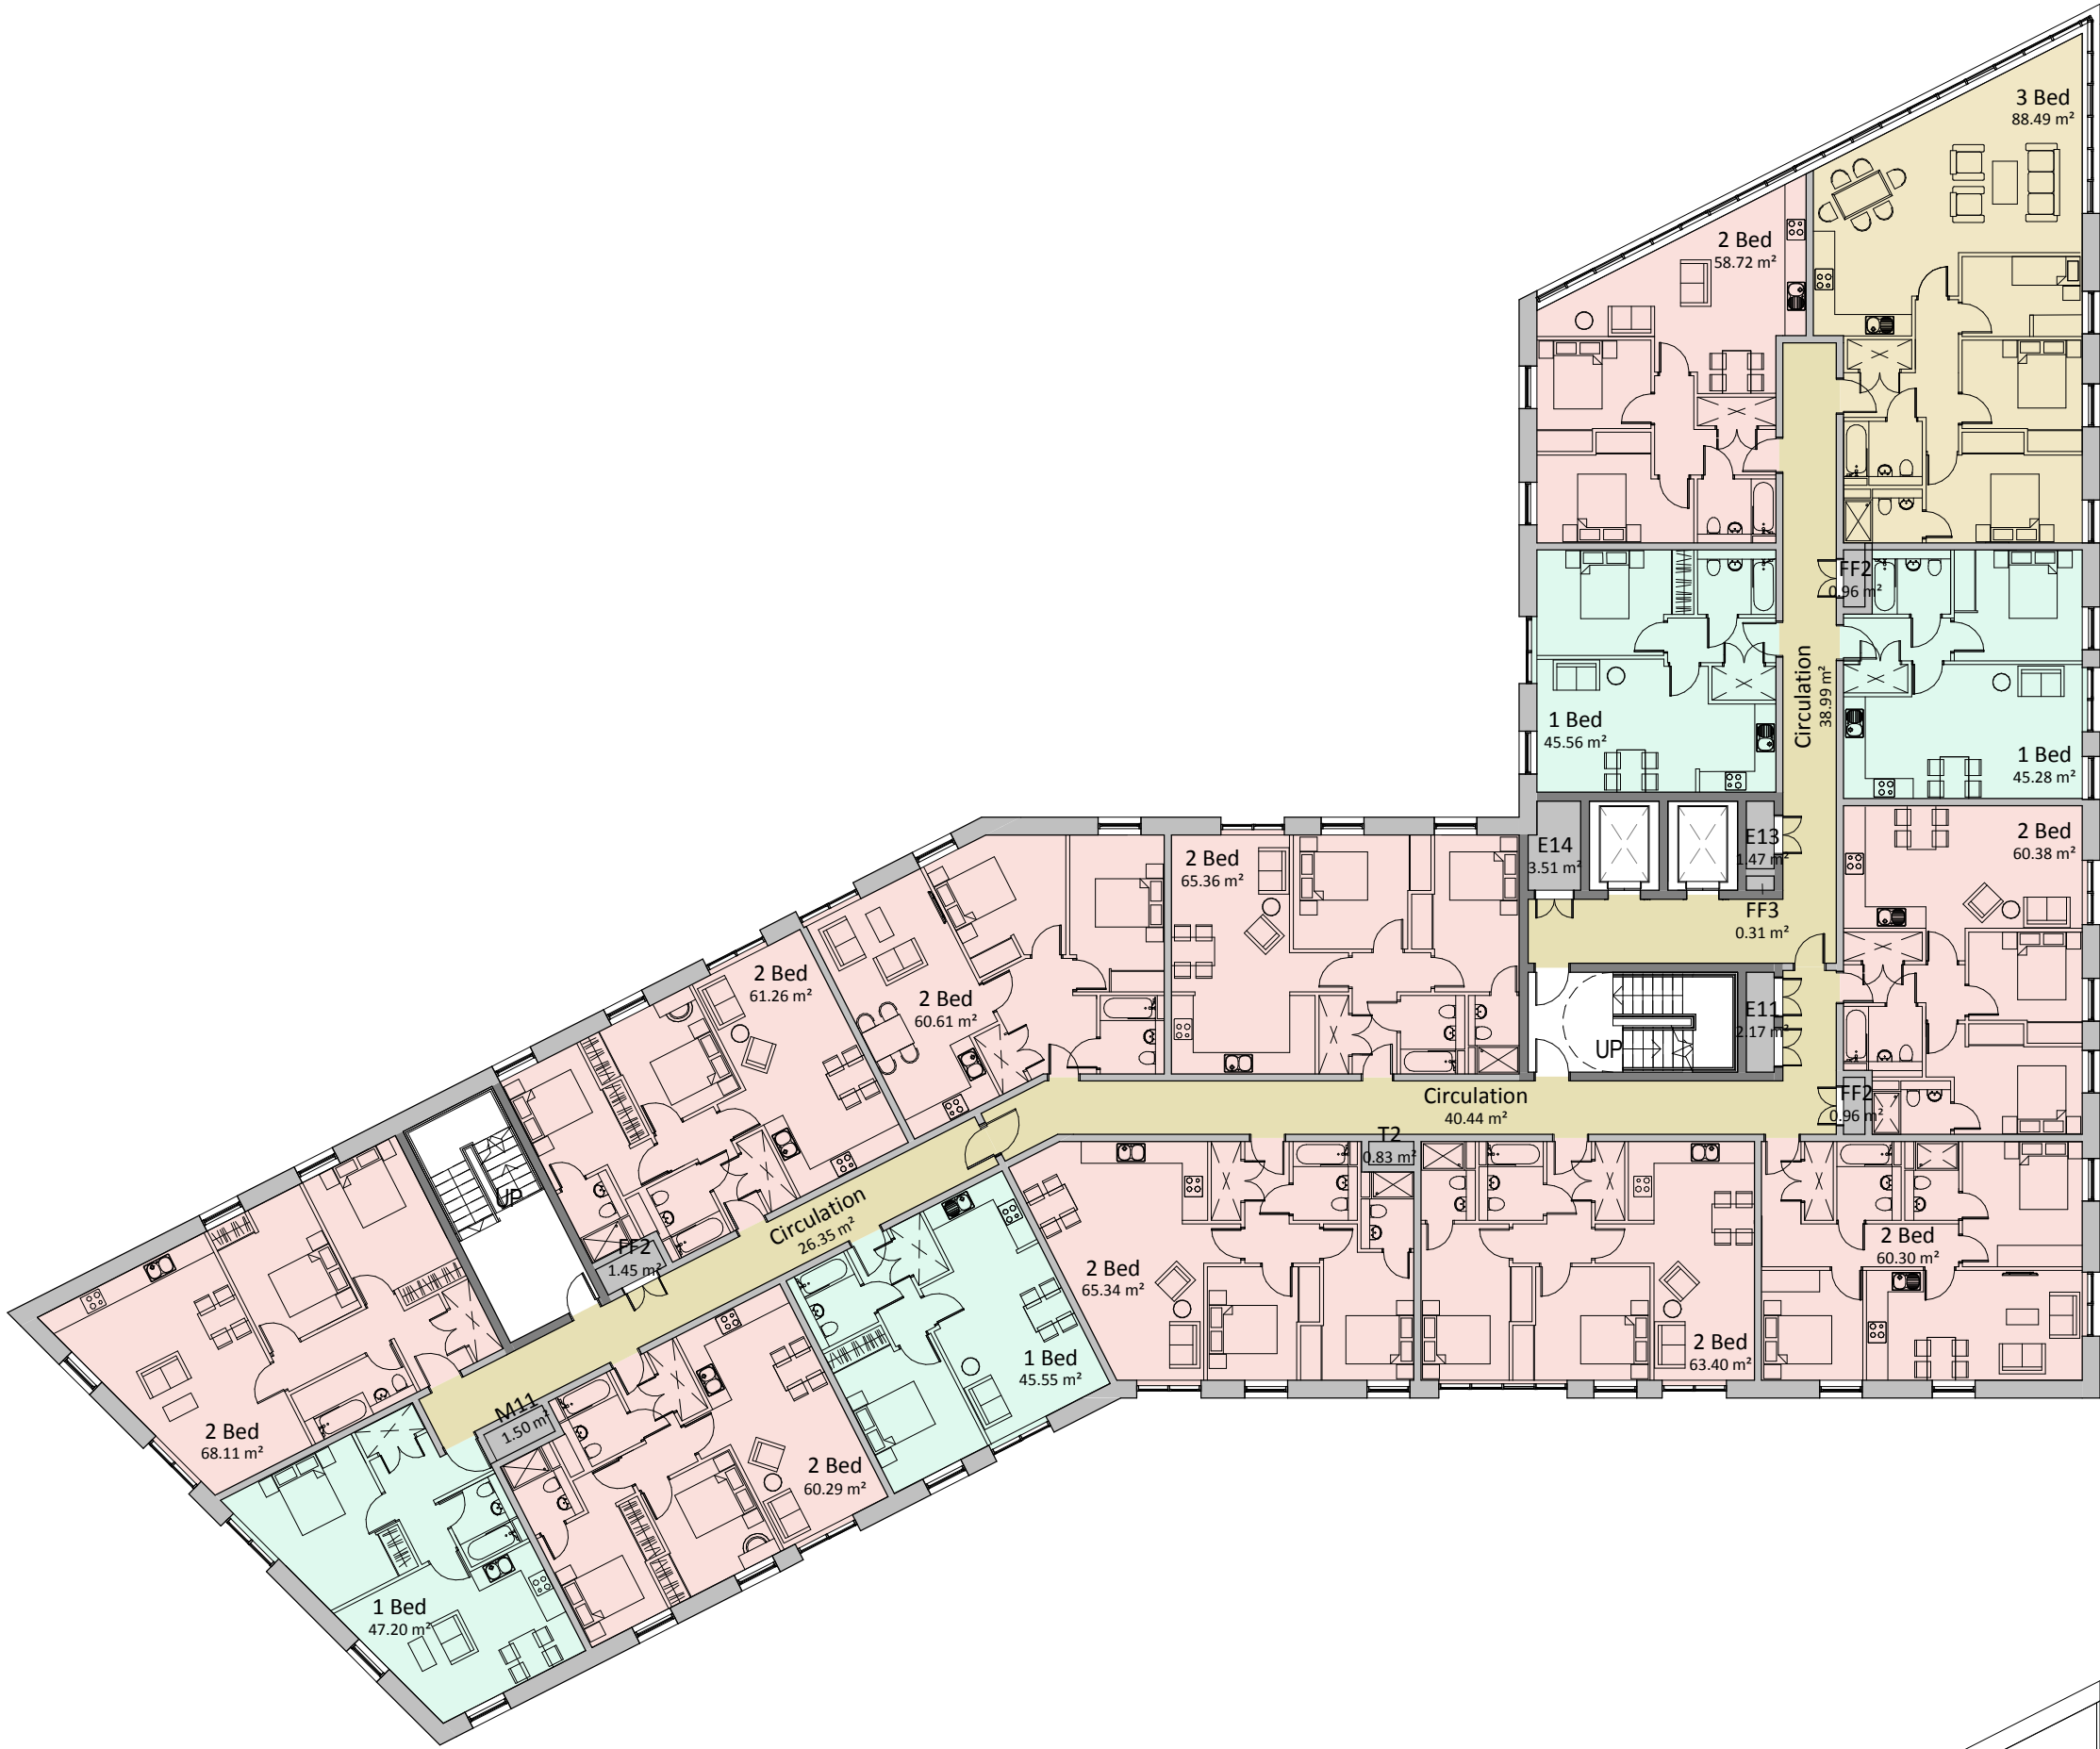 3 Bed
88.49 m²
2 Bed
58.72 m²
FF2
0.96 m²
Circulation
38.99 m²
1 Bed
45.56 m²
1 Bed
45.28 m²
2 Bed
60.38 m²
E14
3.51 m²
E13
1.47 m²
FF3
0.31 m²
2 Bed
65.36 m²
2 Bed
60.61 m²
2 Bed
61.26 m²
E11
2.17 m²
UP
Circulation
40.44 m²
FF2
0.96 m²
T2
0.83 m²
UP
Circulation
26.35 m²
FF2
1.45 m²
2 Bed
60.30 m²
2 Bed
65.34 m²
2 Bed
63.40 m²
1 Bed
45.55 m²
M11
1.50 m²
2 Bed
68.11 m²
2 Bed
60.29 m²
1 Bed
47.20 m²